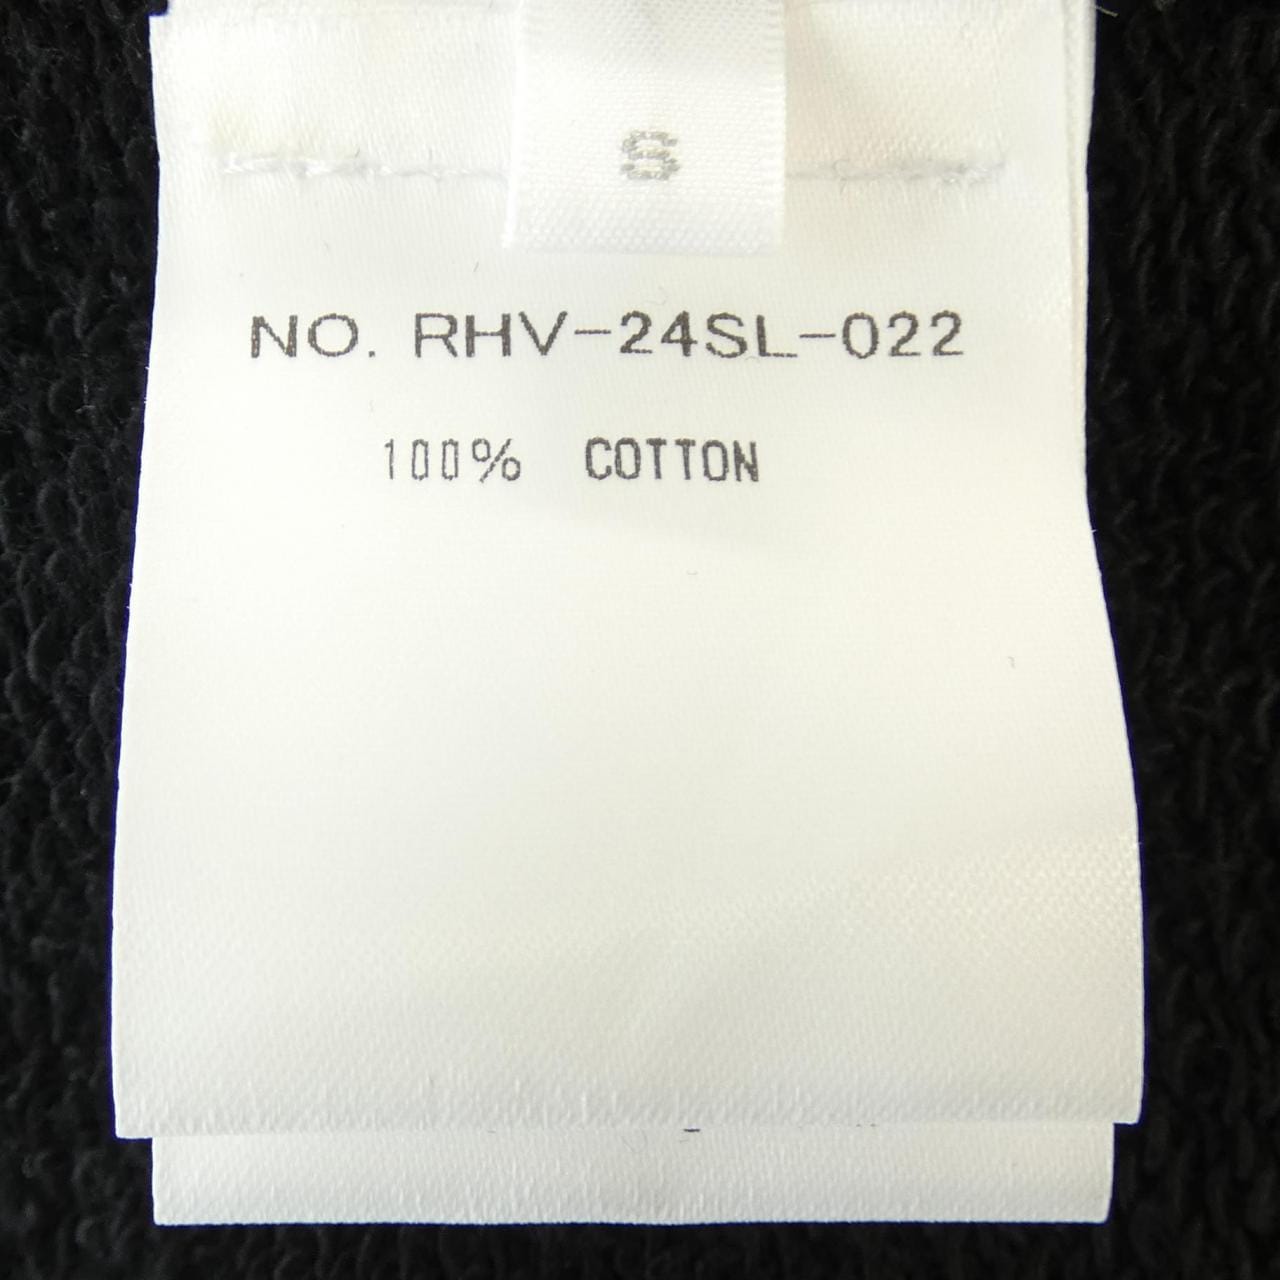 S
NO. RHV-24SL-022
100% COTTON